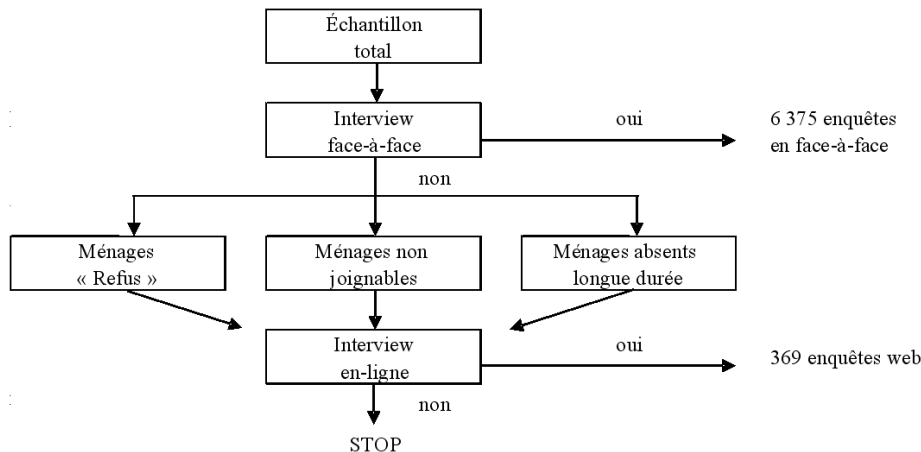 Échantillon
total
Interview
face-à-face
oui
6 375 enquêtes
en face-à-face
non
Ménages
« Refus »
Ménages non
joignables
Ménages absents
longue durée
Interview
en-ligne
oui
369 enquêtes web
non
STOP